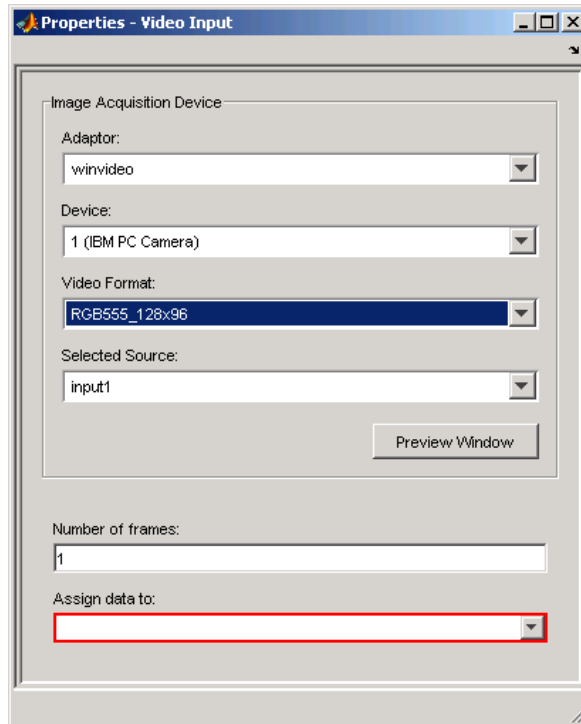 Properties - Video Input
Image Acquisition Device
Adaptor:
winvideo
Device:
1 (IBM PC Camera)
Video Format:
RGB555_128x96
Selected Source:
input1
Preview Window
Number of frames:
1
Assign data to: